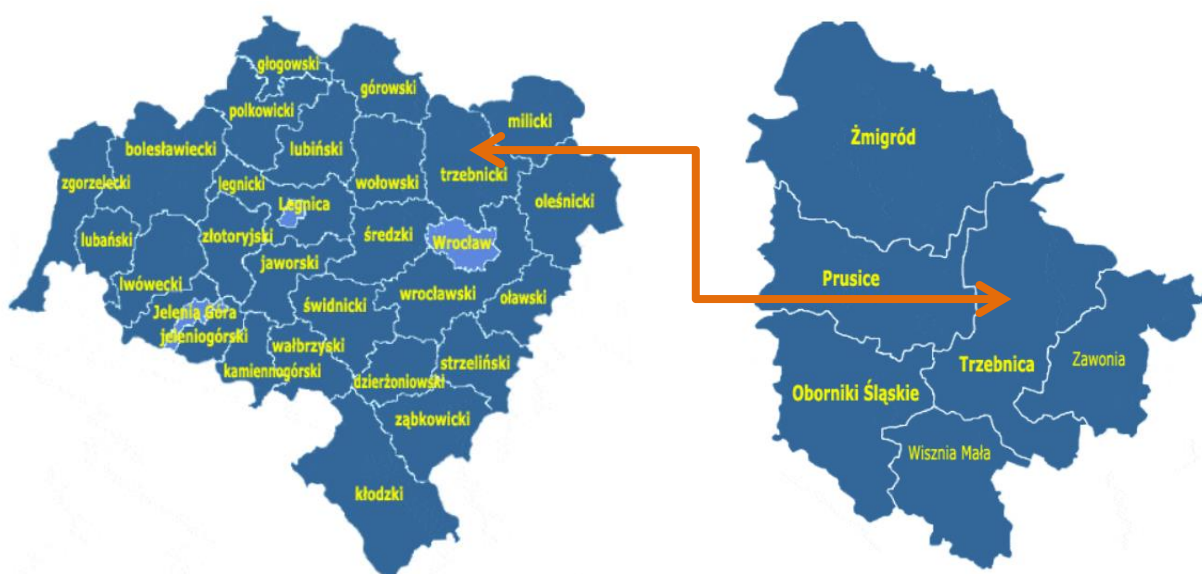 głogowski
górowski
polkowicki
milicki
bolesławiecki
lubiński
zgorzelecki
legnicki
wołowski
trzebnicki
oleśnicki
Legnica
lubański
złotoryjski
średzki
Wrocław
jaworski
lwówecki
wrocławski
oławski
Jelenia Góra
świdnicki
jeleniogórski
wałbrzyski
strzeliński
kamiennogórski
dzierżoniowski
ząbkowicki
kłodzki
Żmigród
Prusice
Trzebnica
Zawonia
Oborniki Śląskie
Wisznia Mała